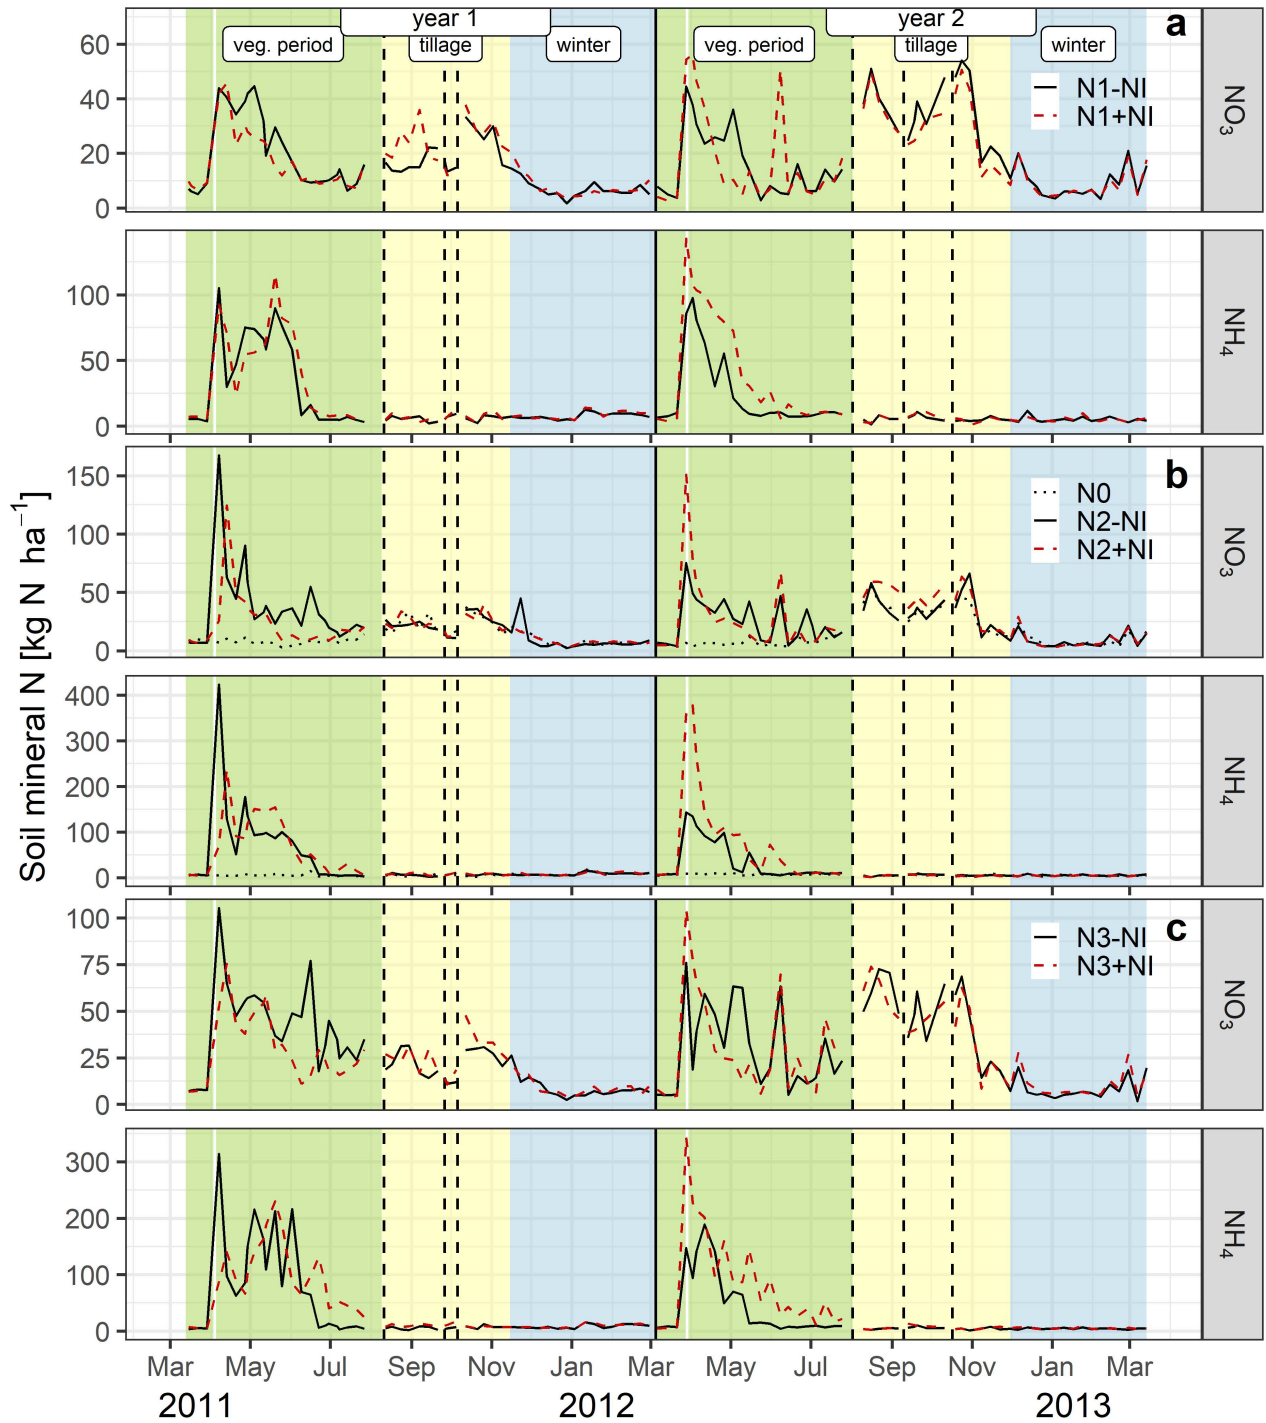 year 1
year 2
a
veg. period
tillage
winter
veg. period
tillage
winter
60
40
20
0
N1-NI
N1+NI
NO3
100
50
0
NH4
b
150
100
50
0
N0
N2-NI
N2+NI
NO3
400
300
200
100
0
NH4
c
100
75
50
25
0
N3-NI
N3+NI
NO3
300
200
100
0
NH4
Soil mineral N [kg N ha−1]
Mar May Jul Sep Nov Jan Mar May Jul Sep Nov Jan Mar
2011 2012 2013